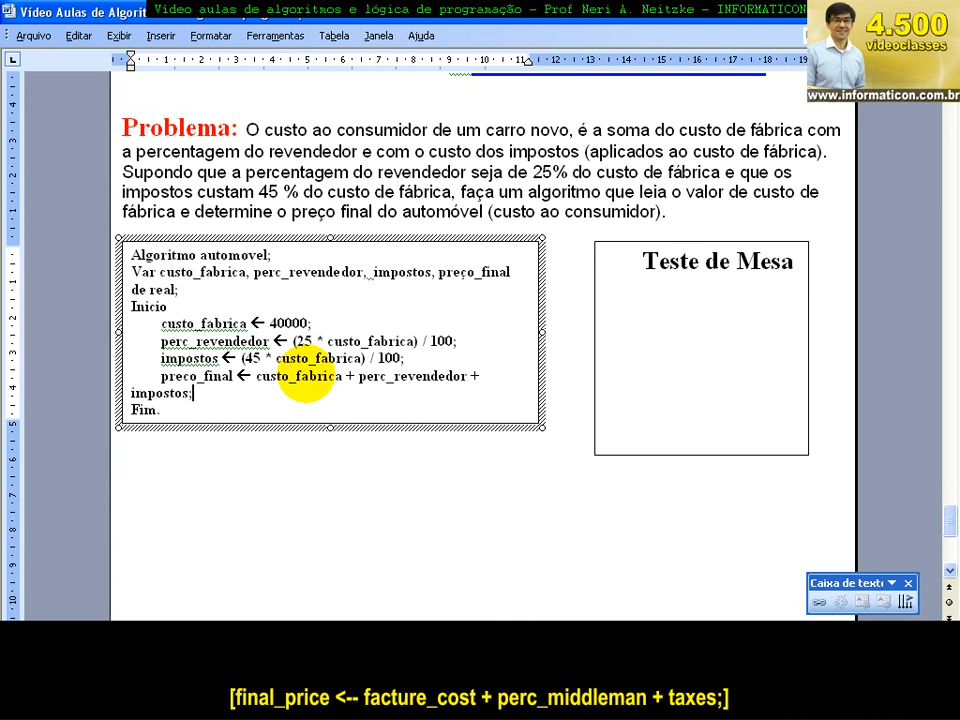 Vídeo Aulas de Algorit
Vídeo aulas de algoritmos e lógica de programação - Prof Neri A. Neitzke - INFORMATICON
4.500
videoclasses
www.informaticon.com.br
Arquivo Editar Exibir Inserir Formatar Ferramentas Tabela Janela Ajuda
Problema: O custo ao consumidor de um carro novo, é a soma do custo de fábrica com
a percentagem do revendedor e com o custo dos impostos (aplicados ao custo de fábrica).
Supondo que a percentagem do revendedor seja de 25% do custo de fábrica e que os
impostos custam 45 % do custo de fábrica, faça um algoritmo que leia o valor de custo de
fábrica e determine o preço final do automóvel (custo ao consumidor).
Algoritmo automovel;
Var custo_fabrica, perc_revendedor, impostos, preço_final
de real;
Inicio
custo_fabrica ← 40000;
perc_revendedor ← (25 * custo_fabrica) / 100;
impostos ← (45 * custo_fabrica) / 100;
preco_final ← custo_fabrica + perc_revendedor +
impostos;
Fim.
Teste de Mesa
Caixa de texto
[final_price <-- facture_cost + perc_middleman + taxes;]